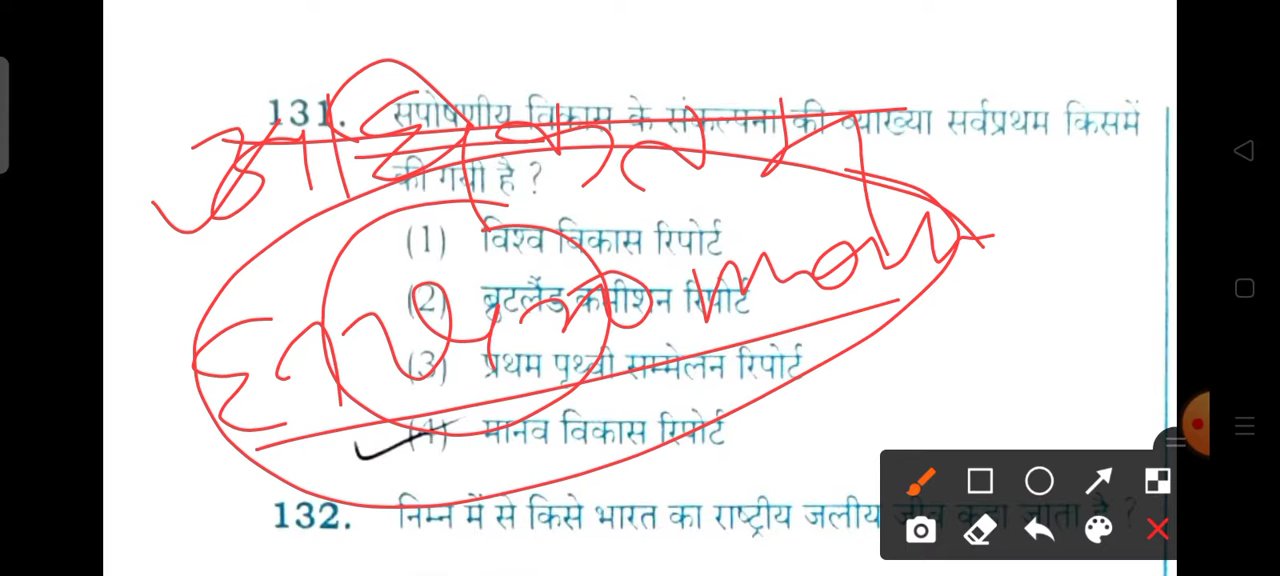 131. सपोषणीय विकास के संकल्पना की व्याख्या सर्वप्रथम किसमें
की गयी है ?
(1) विश्व विकास रिपोर्ट
(2) ब्रुटलैंड कमीशन रिपोर्ट
(3) प्रथम पृथ्वी सम्मेलन रिपोर्ट
(4) मानव विकास रिपोर्ट
132. निम्न में से किसे भारत का राष्ट्रीय जलीय जीव कहा जाता है ?